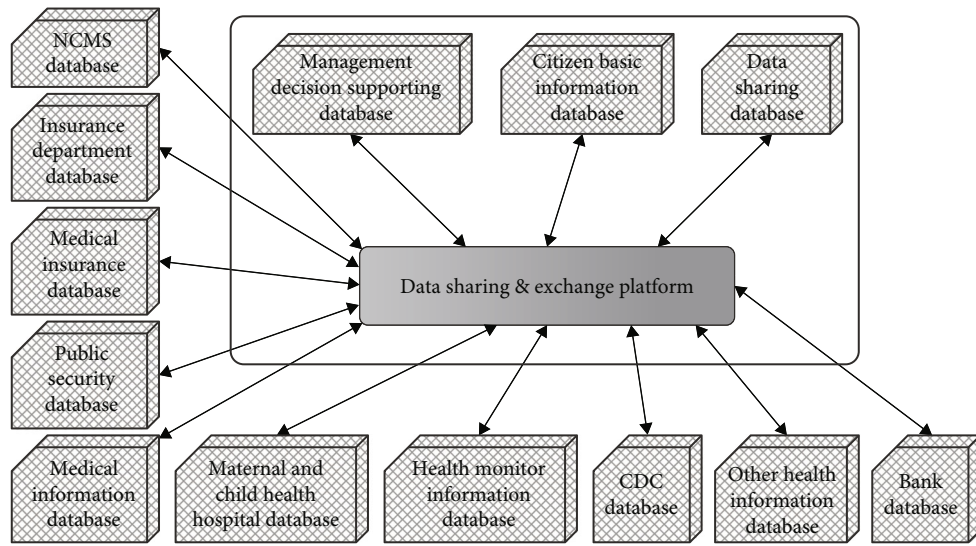 NCMS
database
Insurance
department
database
Medical
insurance
database
Public
security
database
Medical
information
database
Management
decision supporting
database
Citizen basic
information
database
Data
sharing
database
Data sharing & exchange platform
Maternal and
child health
hospital database
Health monitor
information
database
CDC
database
Other health
information
database
Bank
database